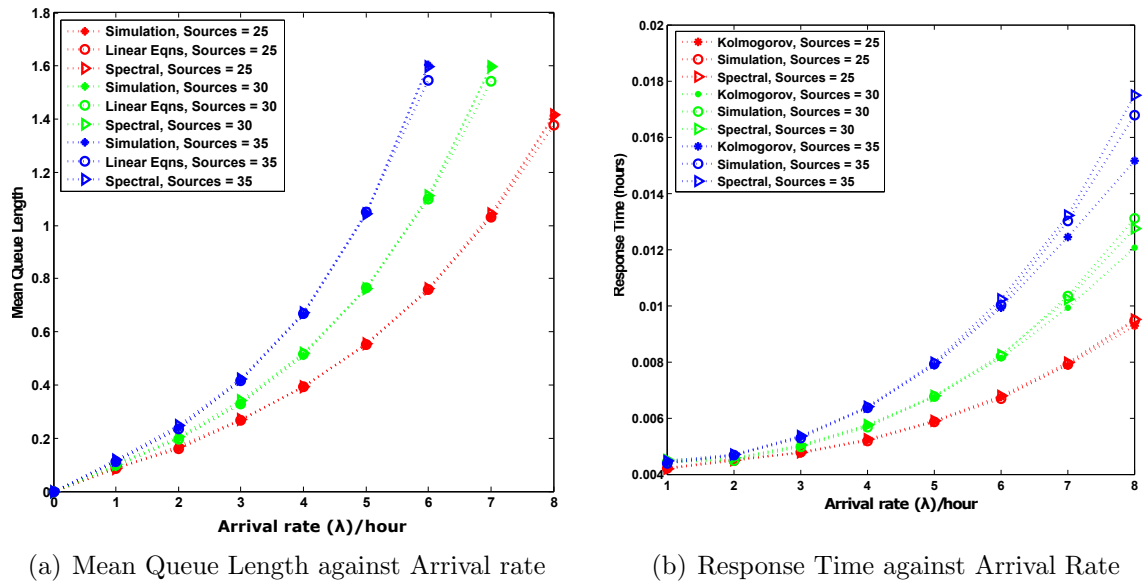 Simulation, Sources = 25
Linear Eqns, Sources = 25
Spectral, Sources = 25
Simulation, Sources = 30
Linear Eqns, Sources = 30
Spectral, Sources = 30
Simulation, Sources = 35
Linear Eqns, Sources = 35
Spectral, Sources = 35
1.8
1.6
1.4
1.2
1
0.8
0.6
0.4
0.2
0
Mean Queue Length
0 1 2 3 4 5 6 7 8
Arrival rate (λ)/hour
(a) Mean Queue Length against Arrival rate
Kolmogorov, Sources = 25
Simulation, Sources = 25
Spectral, Sources = 25
Kolmogorov, Sources = 30
Simulation, Sources = 30
Spectral, Sources = 30
Kolmogorov, Sources = 35
Simulation, Sources = 35
Spectral, Sources = 35
0.02
0.018
0.016
0.014
0.012
0.01
0.008
0.006
0.004
Response Time (hours)
1 2 3 4 5 6 7 8
Arrival rate (λ)/hour
(b) Response Time against Arrival Rate